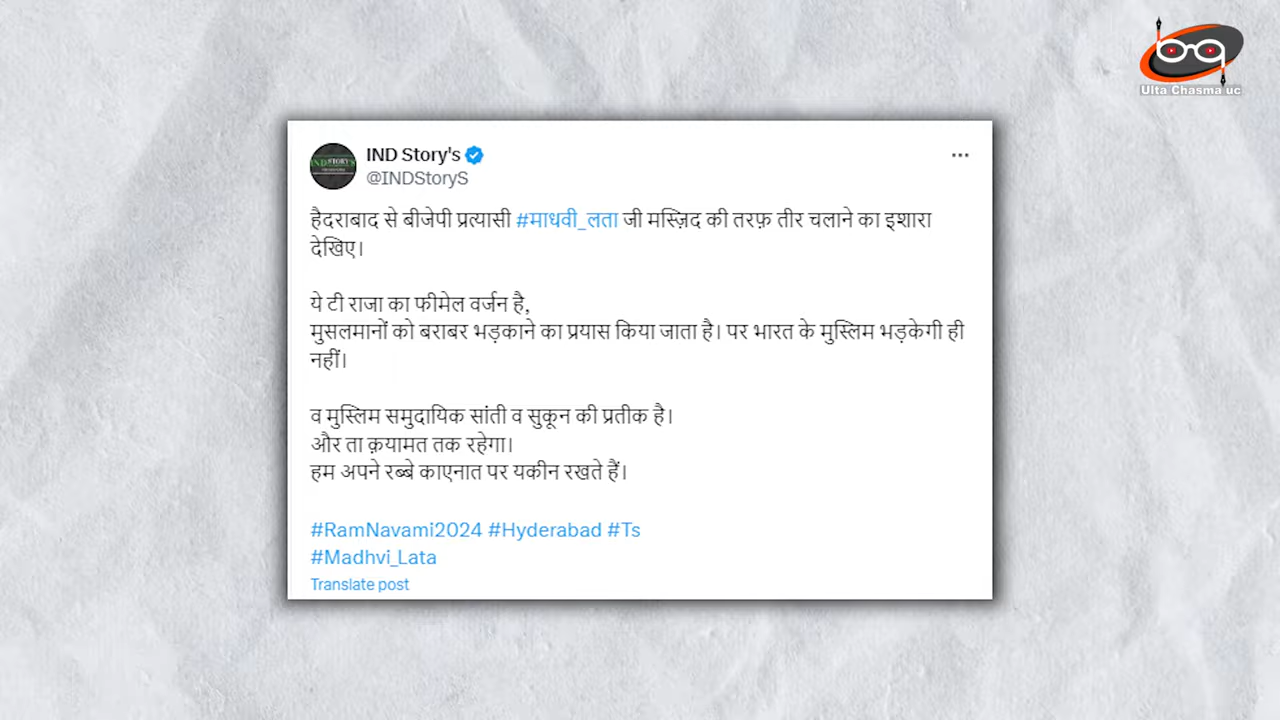 Ulta Chasma uc
IND Story's
@INDStoryS
हैदराबाद से बीजेपी प्रत्यासी #माधवी_लता जी मस्ज़िद की तरफ़ तीर चलाने का इशारा
देखिए।
ये टी राजा का फीमेल वर्जन है,
मुसलमानों को बराबर भड़काने का प्रयास किया जाता है। पर भारत के मुस्लिम भड़केगी ही
नहीं।
व मुस्लिम समुदायिक सांती व सुकून की प्रतीक है।
और ता क़यामत तक रहेगा।
हम अपने रब्बे काएनात पर यकीन रखते हैं।
#RamNavami2024 #Hyderabad #Ts
#Madhvi_Lata
Translate post